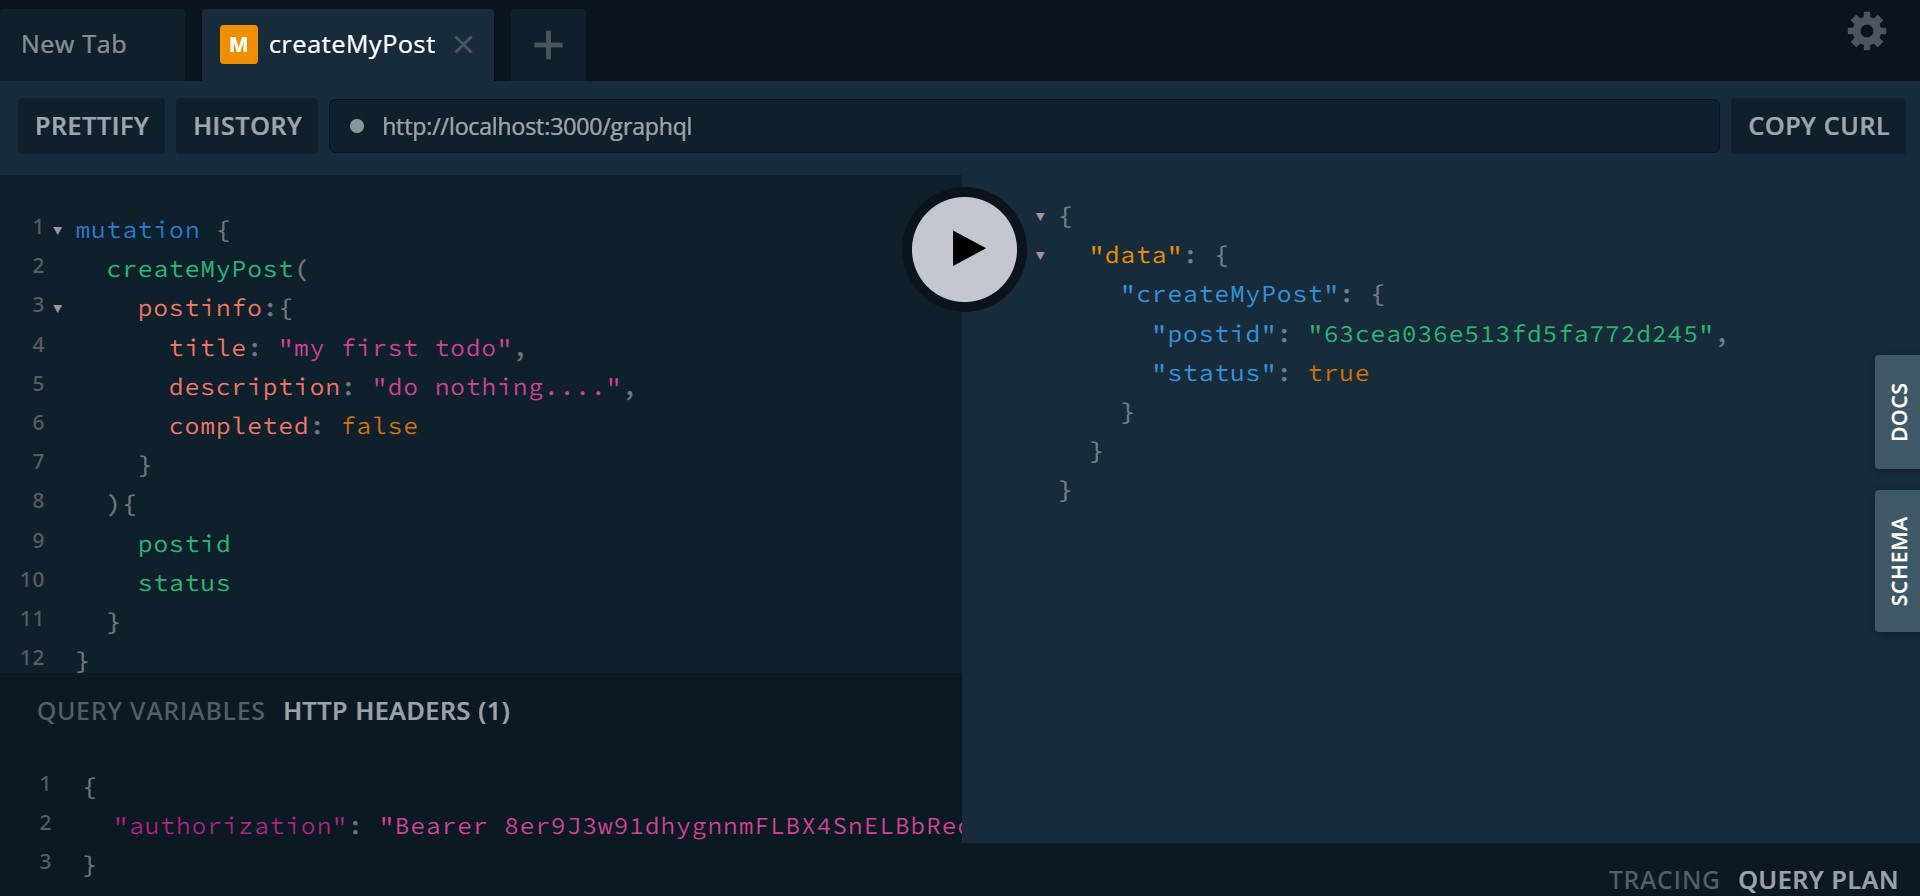 New Tab
M createMyPost
PRETTIFY
HISTORY
http://localhost:3000/graphql
COPY CURL
1 mutation {
2 createMyPost(
3 postinfo:{
4 title: "my first todo",
5 description: "do nothing....",
6 completed: false
7 }
8 ){
9 postid
10 status
11 }
12 }
{
"data": {
"createMyPost": {
"postid": "63cea036e513fd5fa772d245",
"status": true
}
}
}
DOCS
SCHEMA
QUERY VARIABLES HTTP HEADERS (1)
1 {
2 "authorization": "Bearer
3 }
TRACING QUERY PLAN